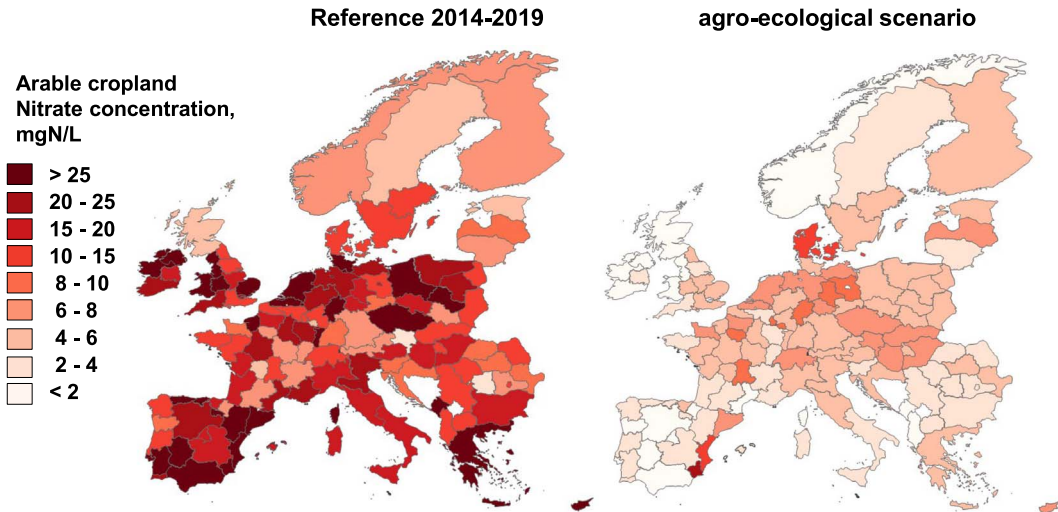 Reference 2014-2019
agro-ecological scenario
Arable cropland
Nitrate concentration,
mgN/L
> 25
20 - 25
15 - 20
10 - 15
8 - 10
6 - 8
4 - 6
2 - 4
< 2